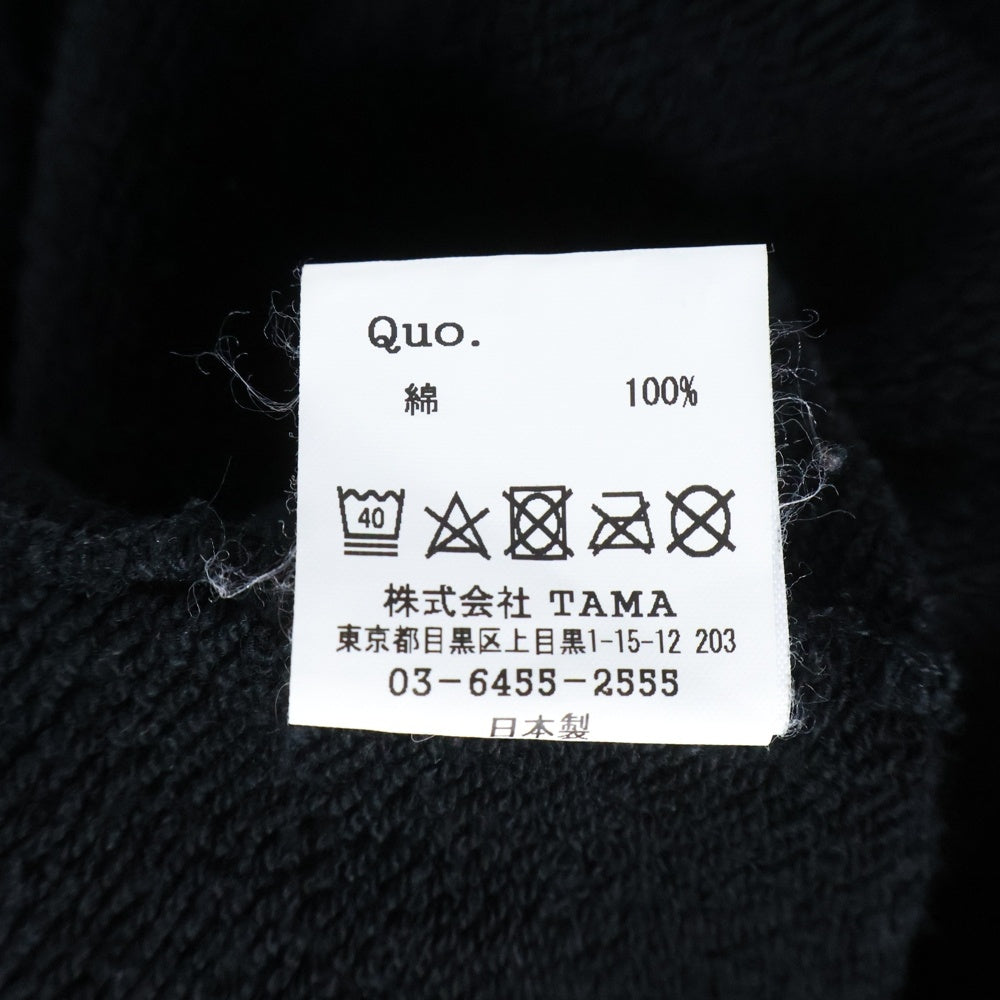 Quo.
綿 100%
40
株式会社 TAMA
東京都目黒区上目黒1-15-12 203
03-6455-2555
日本製